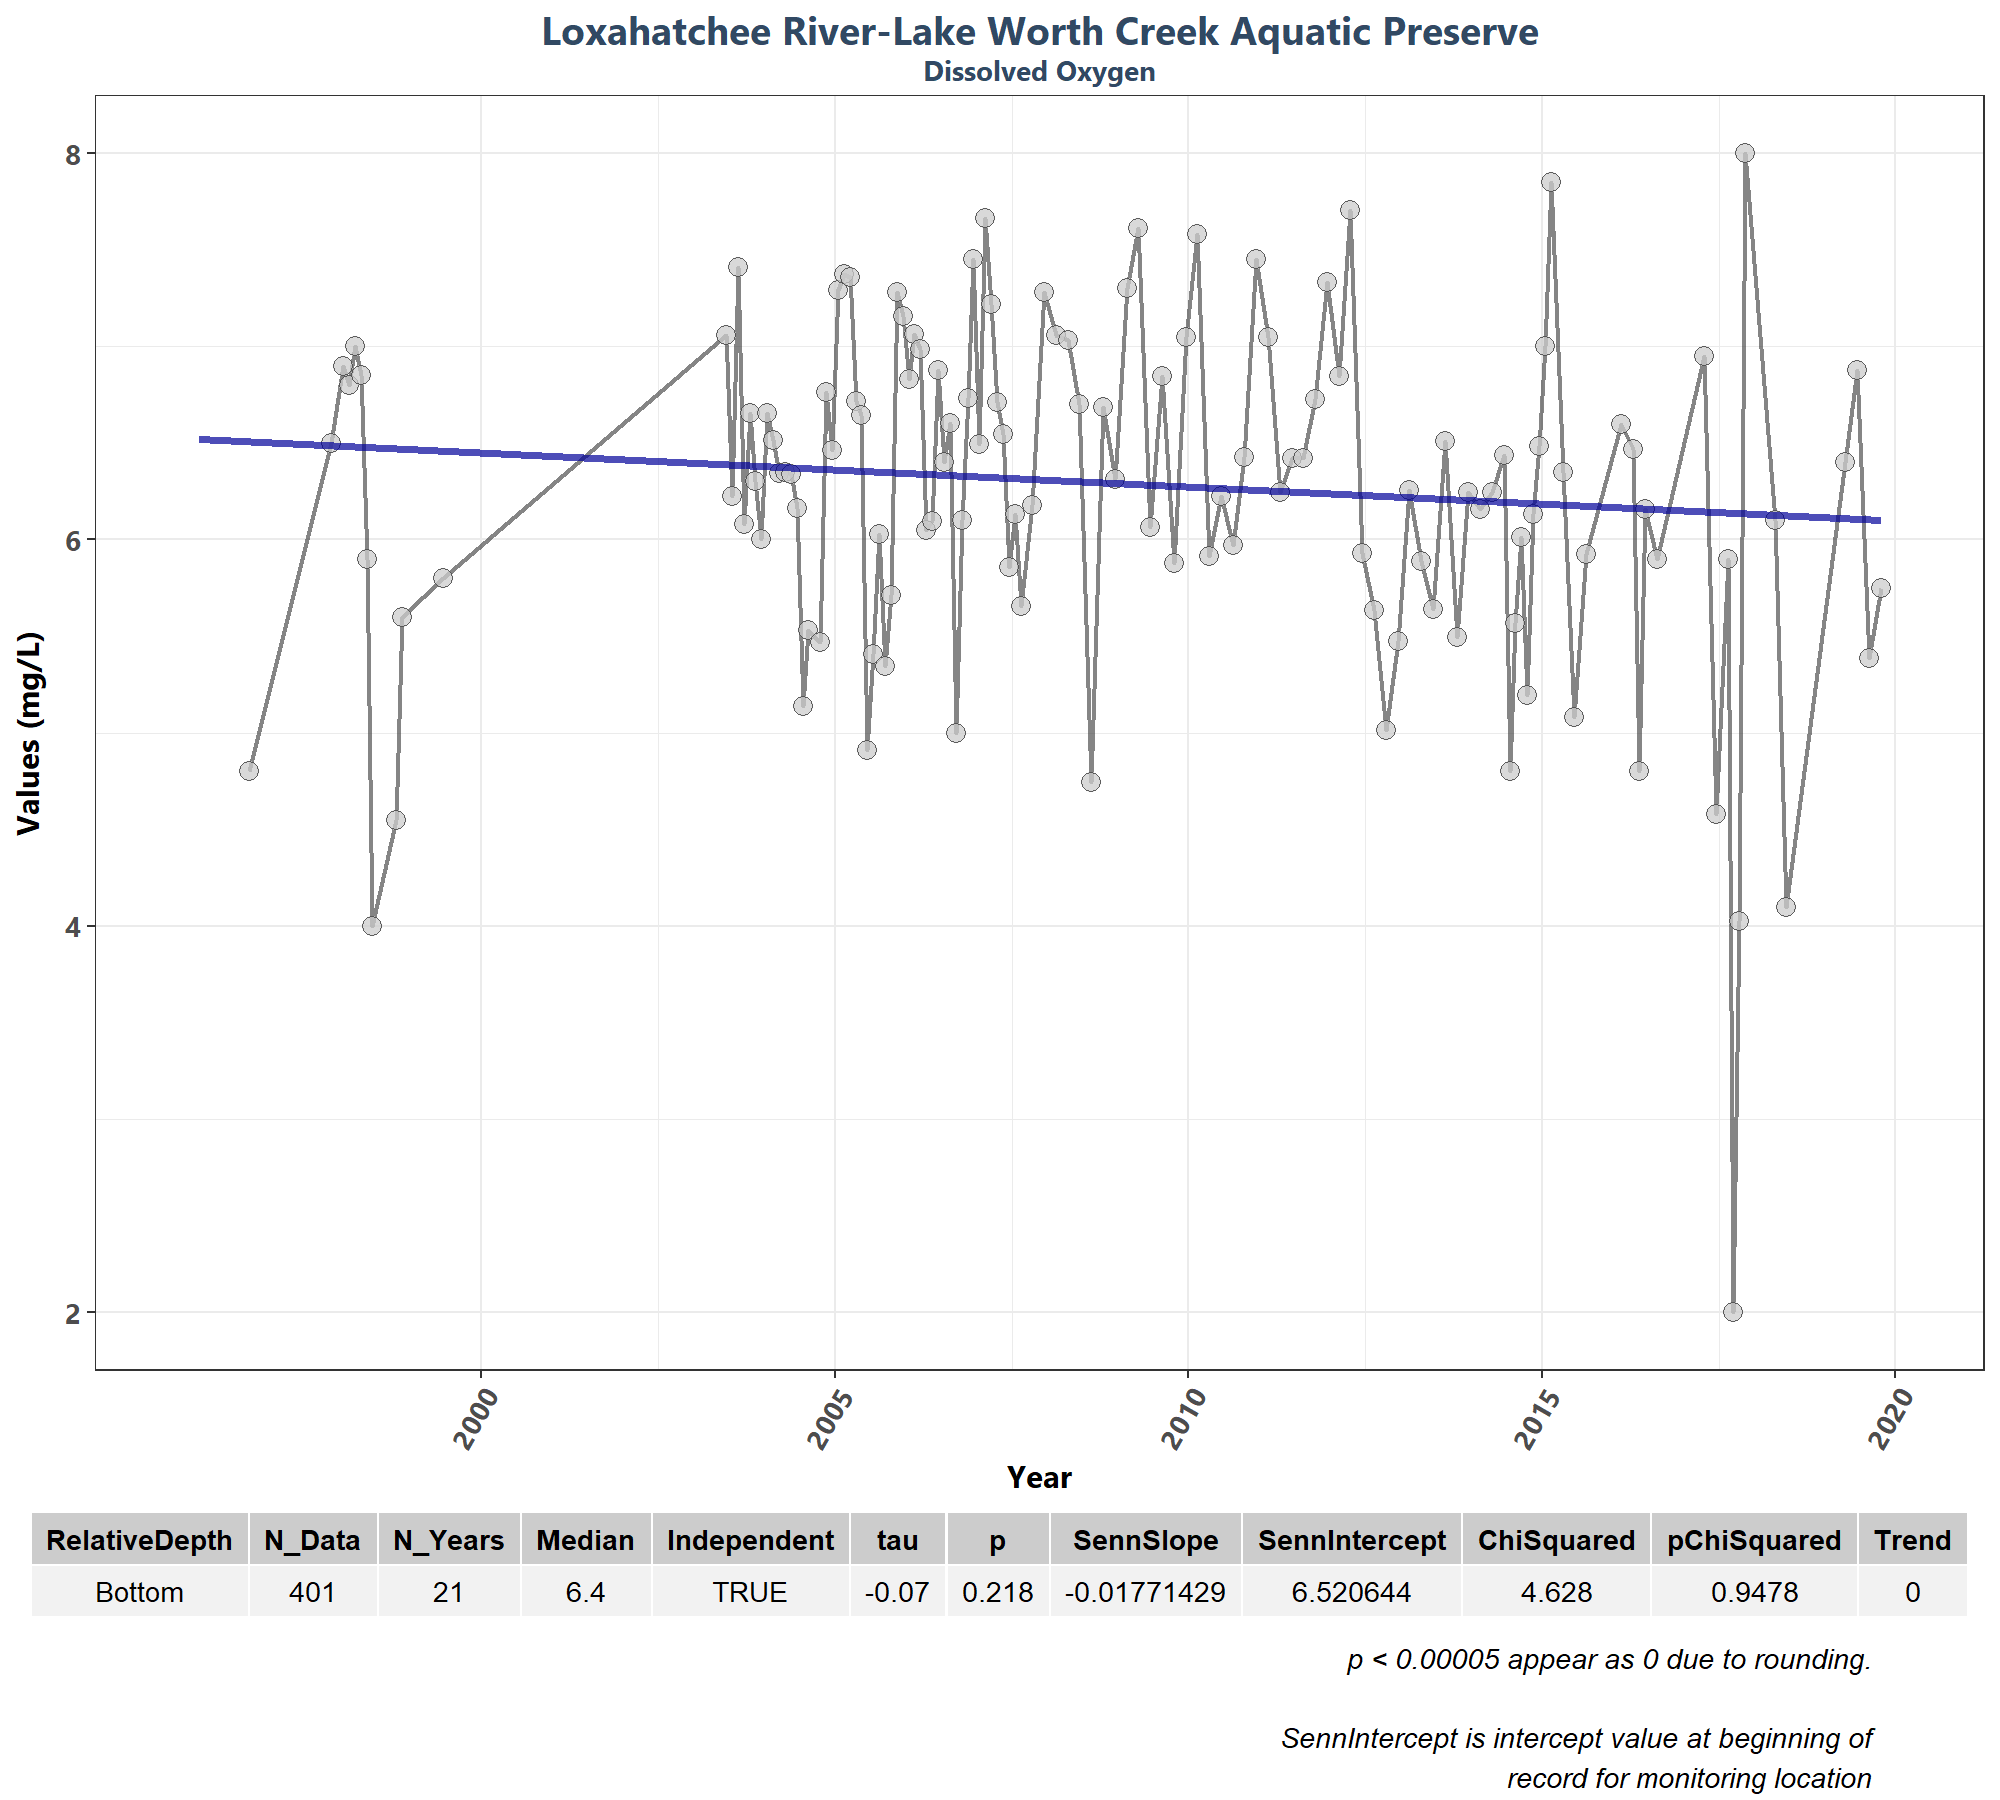 Loxahatchee River-Lake Worth Creek Aquatic Preserve
Dissolved Oxygen
8
6
4
2
Values (mg/L)
2000 2005 2010 2015 2020
Year
RelativeDepth N_Data N_Years Median Independent tau p SennSlope SennIntercept ChiSquared pChiSquared Trend
Bottom 401 21 6.4 TRUE -0.07 0.218 -0.01771429 6.520644 4.628 0.9478 0
p < 0.00005 appear as 0 due to rounding.
SennIntercept is intercept value at beginning of
record for monitoring location